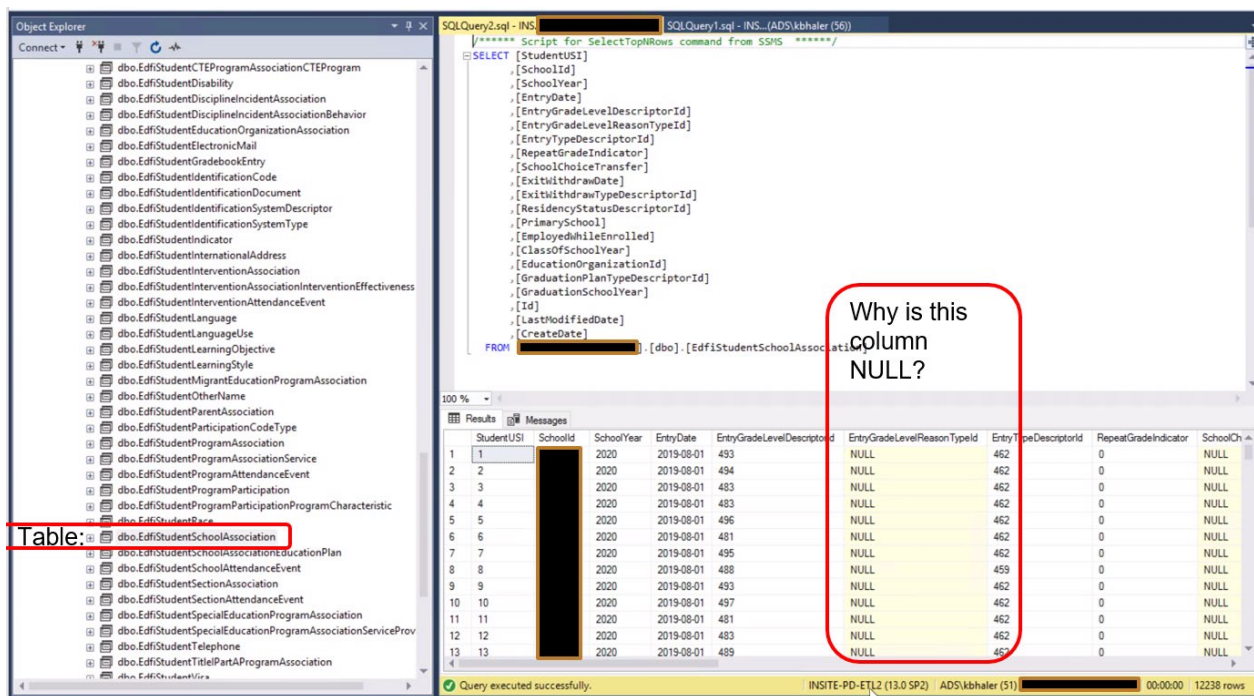 Object Explorer
Connect
dbo.EdfiStudentCTEProgramAssociationCTEProgram
dbo.EdfiStudentDisability
dbo.EdfiStudentDisciplineIncidentAssociation
dbo.EdfiStudentDisciplineIncidentAssociationBehavior
dbo.EdfiStudentEducationOrganizationAssociation
dbo.EdfiStudentElectronicMail
dbo.EdfiStudentGradebookEntry
dbo.EdfiStudentIdentificationCode
dbo.EdfiStudentIdentificationDocument
dbo.EdfiStudentIdentificationSystemDescriptor
dbo.EdfiStudentIdentificationSystemType
dbo.EdfiStudentIndicator
dbo.EdfiStudentInternationalAddress
dbo.EdfiStudentInterventionAssociation
dbo.EdfiStudentInterventionAssociationInterventionEffectiveness
dbo.EdfiStudentInterventionAttendanceEvent
dbo.EdfiStudentLanguage
dbo.EdfiStudentLanguageUse
dbo.EdfiStudentLearningObjective
dbo.EdfiStudentLearningStyle
dbo.EdfiStudentMigrantEducationProgramAssociation
dbo.EdfiStudentOtherName
dbo.EdfiStudentParentAssociation
dbo.EdfiStudentParticipationCodeType
dbo.EdfiStudentProgramAssociation
dbo.EdfiStudentProgramAssociationService
dbo.EdfiStudentProgramAttendanceEvent
dbo.EdfiStudentProgramParticipation
dbo.EdfiStudentProgramParticipationProgramCharacteristic
dbo.EdfiStudentRace
Table: dbo.EdfiStudentSchoolAssociation
dbo.EdfiStudentSchoolAssociationEducationPlan
dbo.EdfiStudentSchoolAttendanceEvent
dbo.EdfiStudentSectionAssociation
dbo.EdfiStudentSectionAttendanceEvent
dbo.EdfiStudentSpecialEducationProgramAssociation
dbo.EdfiStudentSpecialEducationProgramAssociationServiceProv
dbo.EdfiStudentTelephone
dbo.EdfiStudentTitleIPartAProgramAssociation
dbo.EdfiStudentVisa
SQLQuery2.sql - INS. SQLQuery1.sql - INS...(ADS\kbhaler (56))
/****** Script for SelectTopNRows command from SSMS ******/
SELECT [StudentUSI]
,[SchoolId]
,[SchoolYear]
,[EntryDate]
,[EntryGradeLevelDescriptorId]
,[EntryGradeLevelReasonTypeId]
,[EntryTypeDescriptorId]
,[RepeatGradeIndicator]
,[SchoolChoiceTransfer]
,[ExitWithdrawDate]
,[ExitWithdrawTypeDescriptorId]
,[ResidencyStatusDescriptorId]
,[PrimarySchool]
,[EmployedWhileEnrolled]
,[ClassOfSchoolYear]
,[EducationOrganizationId]
,[GraduationPlanTypeDescriptorId]
,[GraduationSchoolYear]
,[Id]
,[LastModifiedDate]
,[CreateDate]
FROM ].[dbo].[EdfiStudentSchoolAssociation]
Why is this
column
NULL?
100 %
Results Messages
StudentUSI SchoolId SchoolYear EntryDate EntryGradeLevelDescriptorId EntryGradeLevelReasonTypeId EntryTypeDescriptorId RepeatGradeIndicator SchoolCh
1 1 2020 2019-08-01 493 NULL 462 0 NULL
2 2 2020 2019-08-01 494 NULL 462 0 NULL
3 3 2020 2019-08-01 483 NULL 462 0 NULL
4 4 2020 2019-08-01 483 NULL 462 0 NULL
5 5 2020 2019-08-01 496 NULL 462 0 NULL
6 6 2020 2019-08-01 481 NULL 462 0 NULL
7 7 2020 2019-08-01 495 NULL 462 0 NULL
8 8 2020 2019-08-01 488 NULL 459 0 NULL
9 9 2020 2019-08-01 493 NULL 462 0 NULL
10 10 2020 2019-08-01 497 NULL 462 0 NULL
11 11 2020 2019-08-01 481 NULL 462 0 NULL
12 12 2020 2019-08-01 483 NULL 462 0 NULL
13 13 2020 2019-08-01 489 NULL 462 0 NULL
Query executed successfully. INSITE-PD-ETL2 (13.0 SP2) ADS\kbhaler (51) 00:00:00 12238 rows